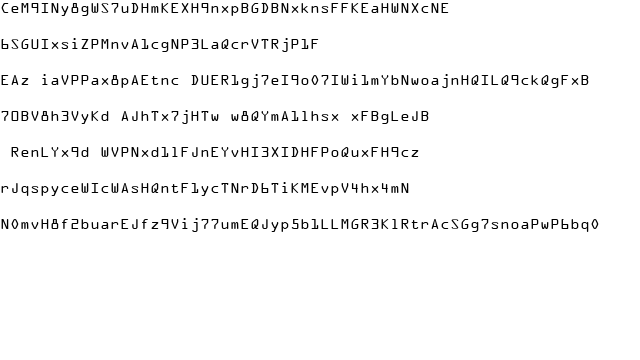 CeM9INy8gWS7uDHmKEXH9nxpBGDBNxknsFFKEaHWNXcNE
6SGUIxsiZPMnvA1cgNP3LaQcrVTRjP1F
EAz iaVPPax8pAEtnc DUER1gj7eI9o07IWi1mYbNwoajnHQILQ9ckQgFxB
70BV8h3VyKd AJhTx7jHTw w8QYmA11hsx xFBgLeJB
RenLYx9d WVPNxd11FJnEYvHI3XIDHFPoQuxFH9cz
rJqspyceWIcWAsHQntF1ycTNrD6TiKMEvpV4hx4mN
N0mvH8f2buarEJfz9Vij77umEQJyp5b1LLMGR3K1RtrAcSGg7snoaPwP6bq0